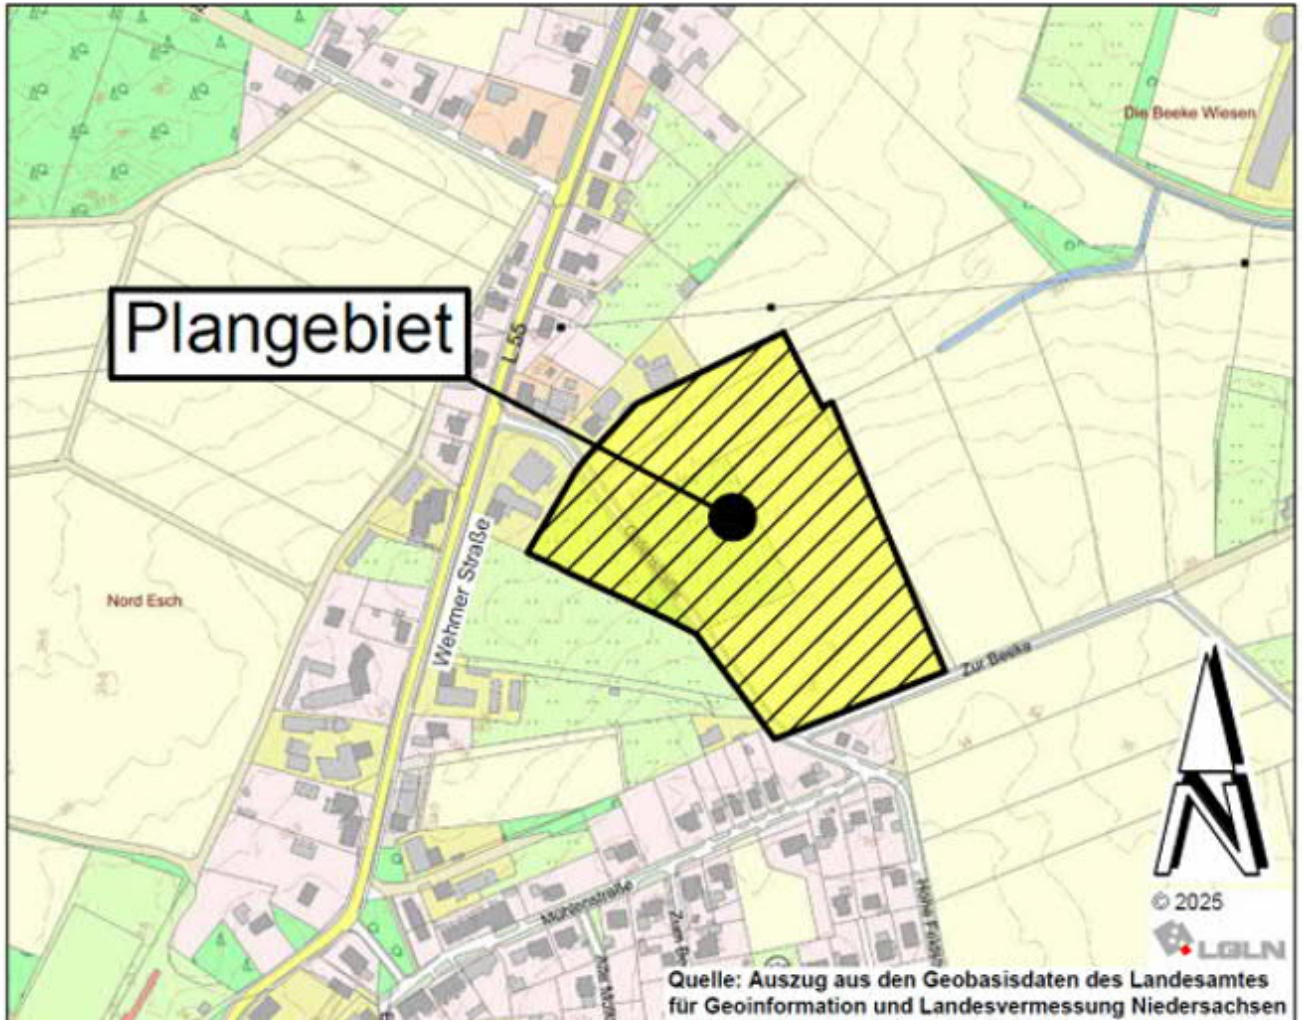 Die Beeke Wiesen
Plangebiet
L 55
Wehmer Straße
Nord Esch
Zur Beeke
Mühlenstraße
© 2025
LGLN
Quelle: Auszug aus den Geobasisdaten des Landesamtes
für Geoinformation und Landesvermessung Niedersachsen
N